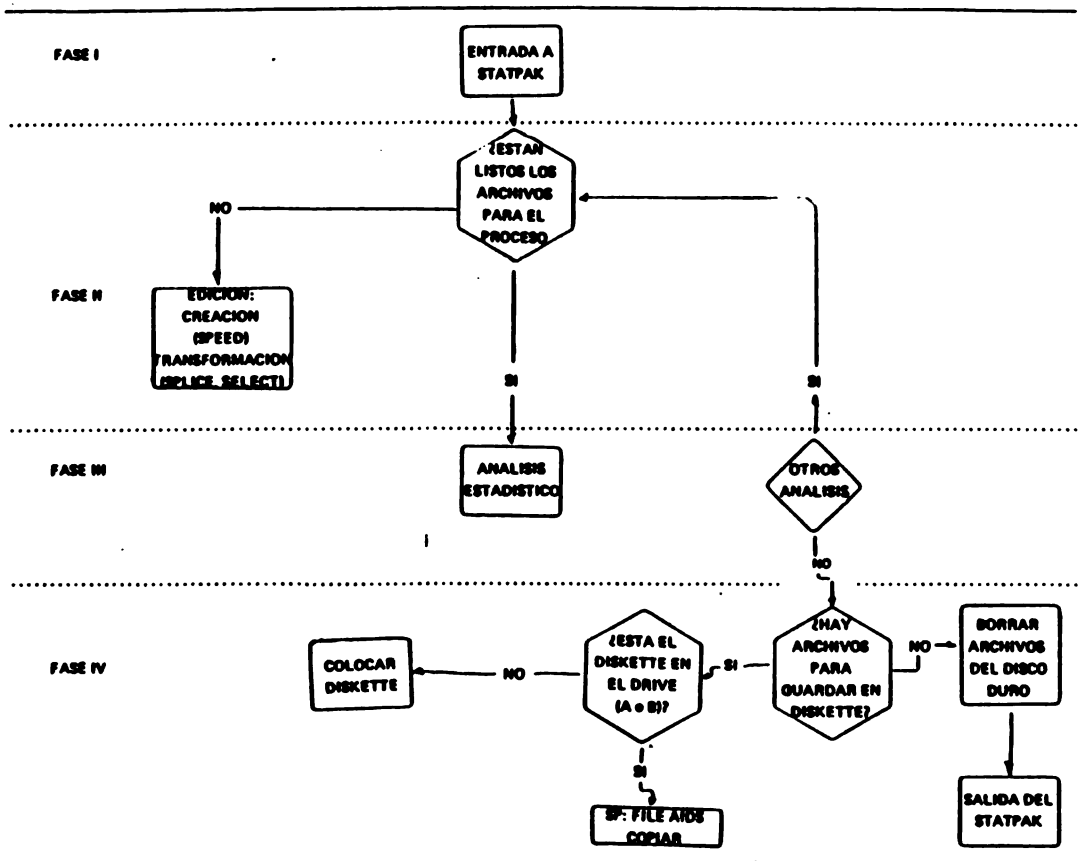 FASE I
ENTRADA A
STATPAK
¿ESTAN
LISTOS LOS
ARCHIVOS
PARA EL
PROCESO
NO
FASE II
EDICION:
CREACION
(SPEED)
TRANSFORMACION
(SPLICE, SELECT)
SI
SI
FASE III
ANALISIS
ESTADISTICO
OTROS
ANALISIS
NO
FASE IV
COLOCAR
DISKETTE
NO
¿ESTA EL
DISKETTE EN
EL DRIVE
(A o B)?
SI
¿HAY
ARCHIVOS
PARA
GUARDAR EN
DISKETTE?
NO
BORRAR
ARCHIVOS
DEL DISCO
DURO
SI
SP: FILE AIDS
COPIAR
SALIDA DEL
STATPAK